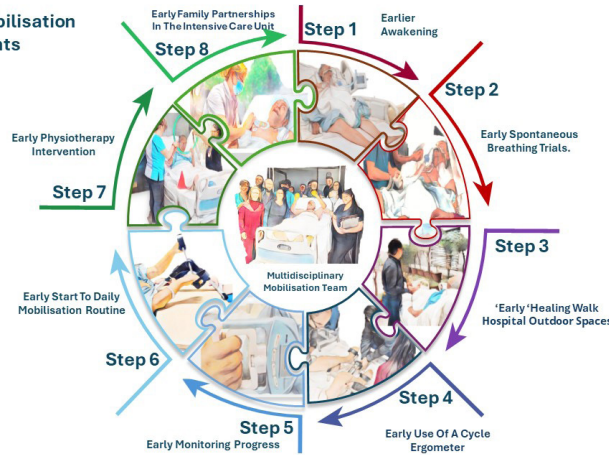 Early Family Partnerships
In The Intensive Care Unit
Step 8
Step 1
Earlier
Awakening
Step 2
Early Spontaneous
Breathing Trials.
Step 3
‘Early ‘Healing Walk
Hospital Outdoor Spaces
Step 4
Early Use Of A Cycle
Ergometer
Step 5
Early Monitoring Progress
Step 6
Early Start To Daily
Mobilisation Routine
Step 7
Early Physiotherapy
Intervention
Multidisciplinary
Mobilisation Team